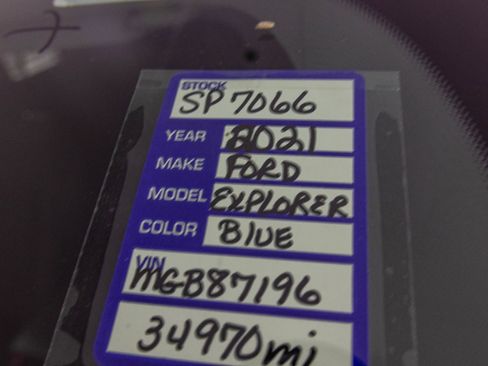 STOCK
SP7066
YEAR 2021
MAKE FORD
MODEL EXPLORER
COLOR BLUE
VIN
MGB87196
34970mi